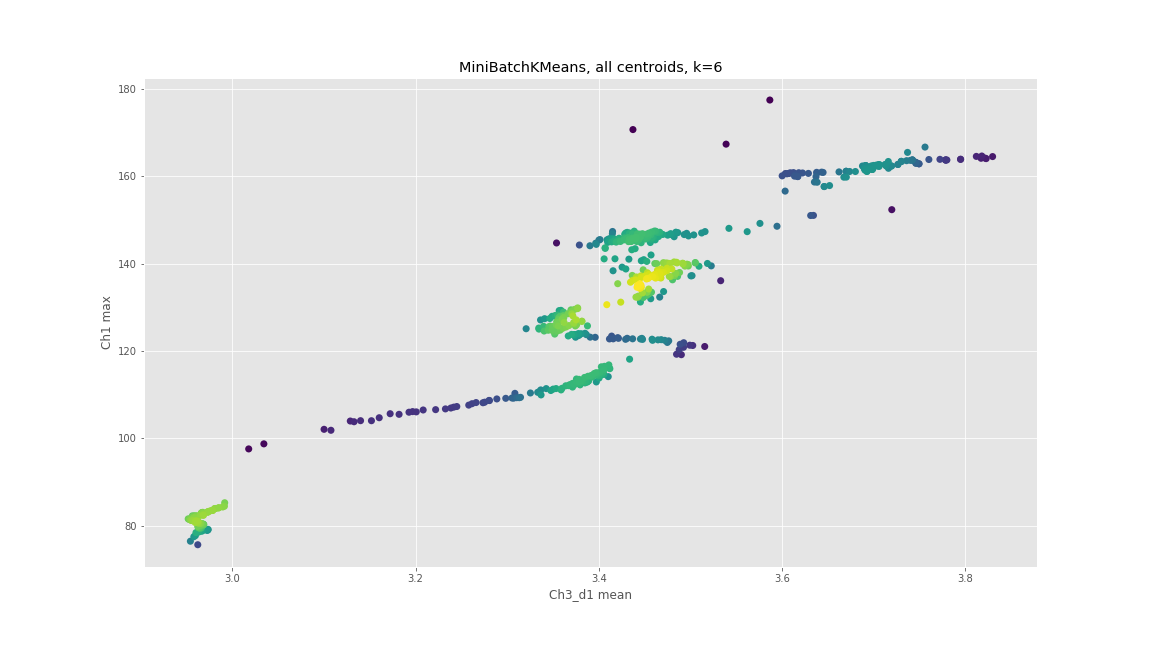 MiniBatchKMeans, all centroids, k=6
180
160
140
120
100
80
Ch1 max
3.0 3.2 3.4 3.6 3.8
Ch3_d1 mean